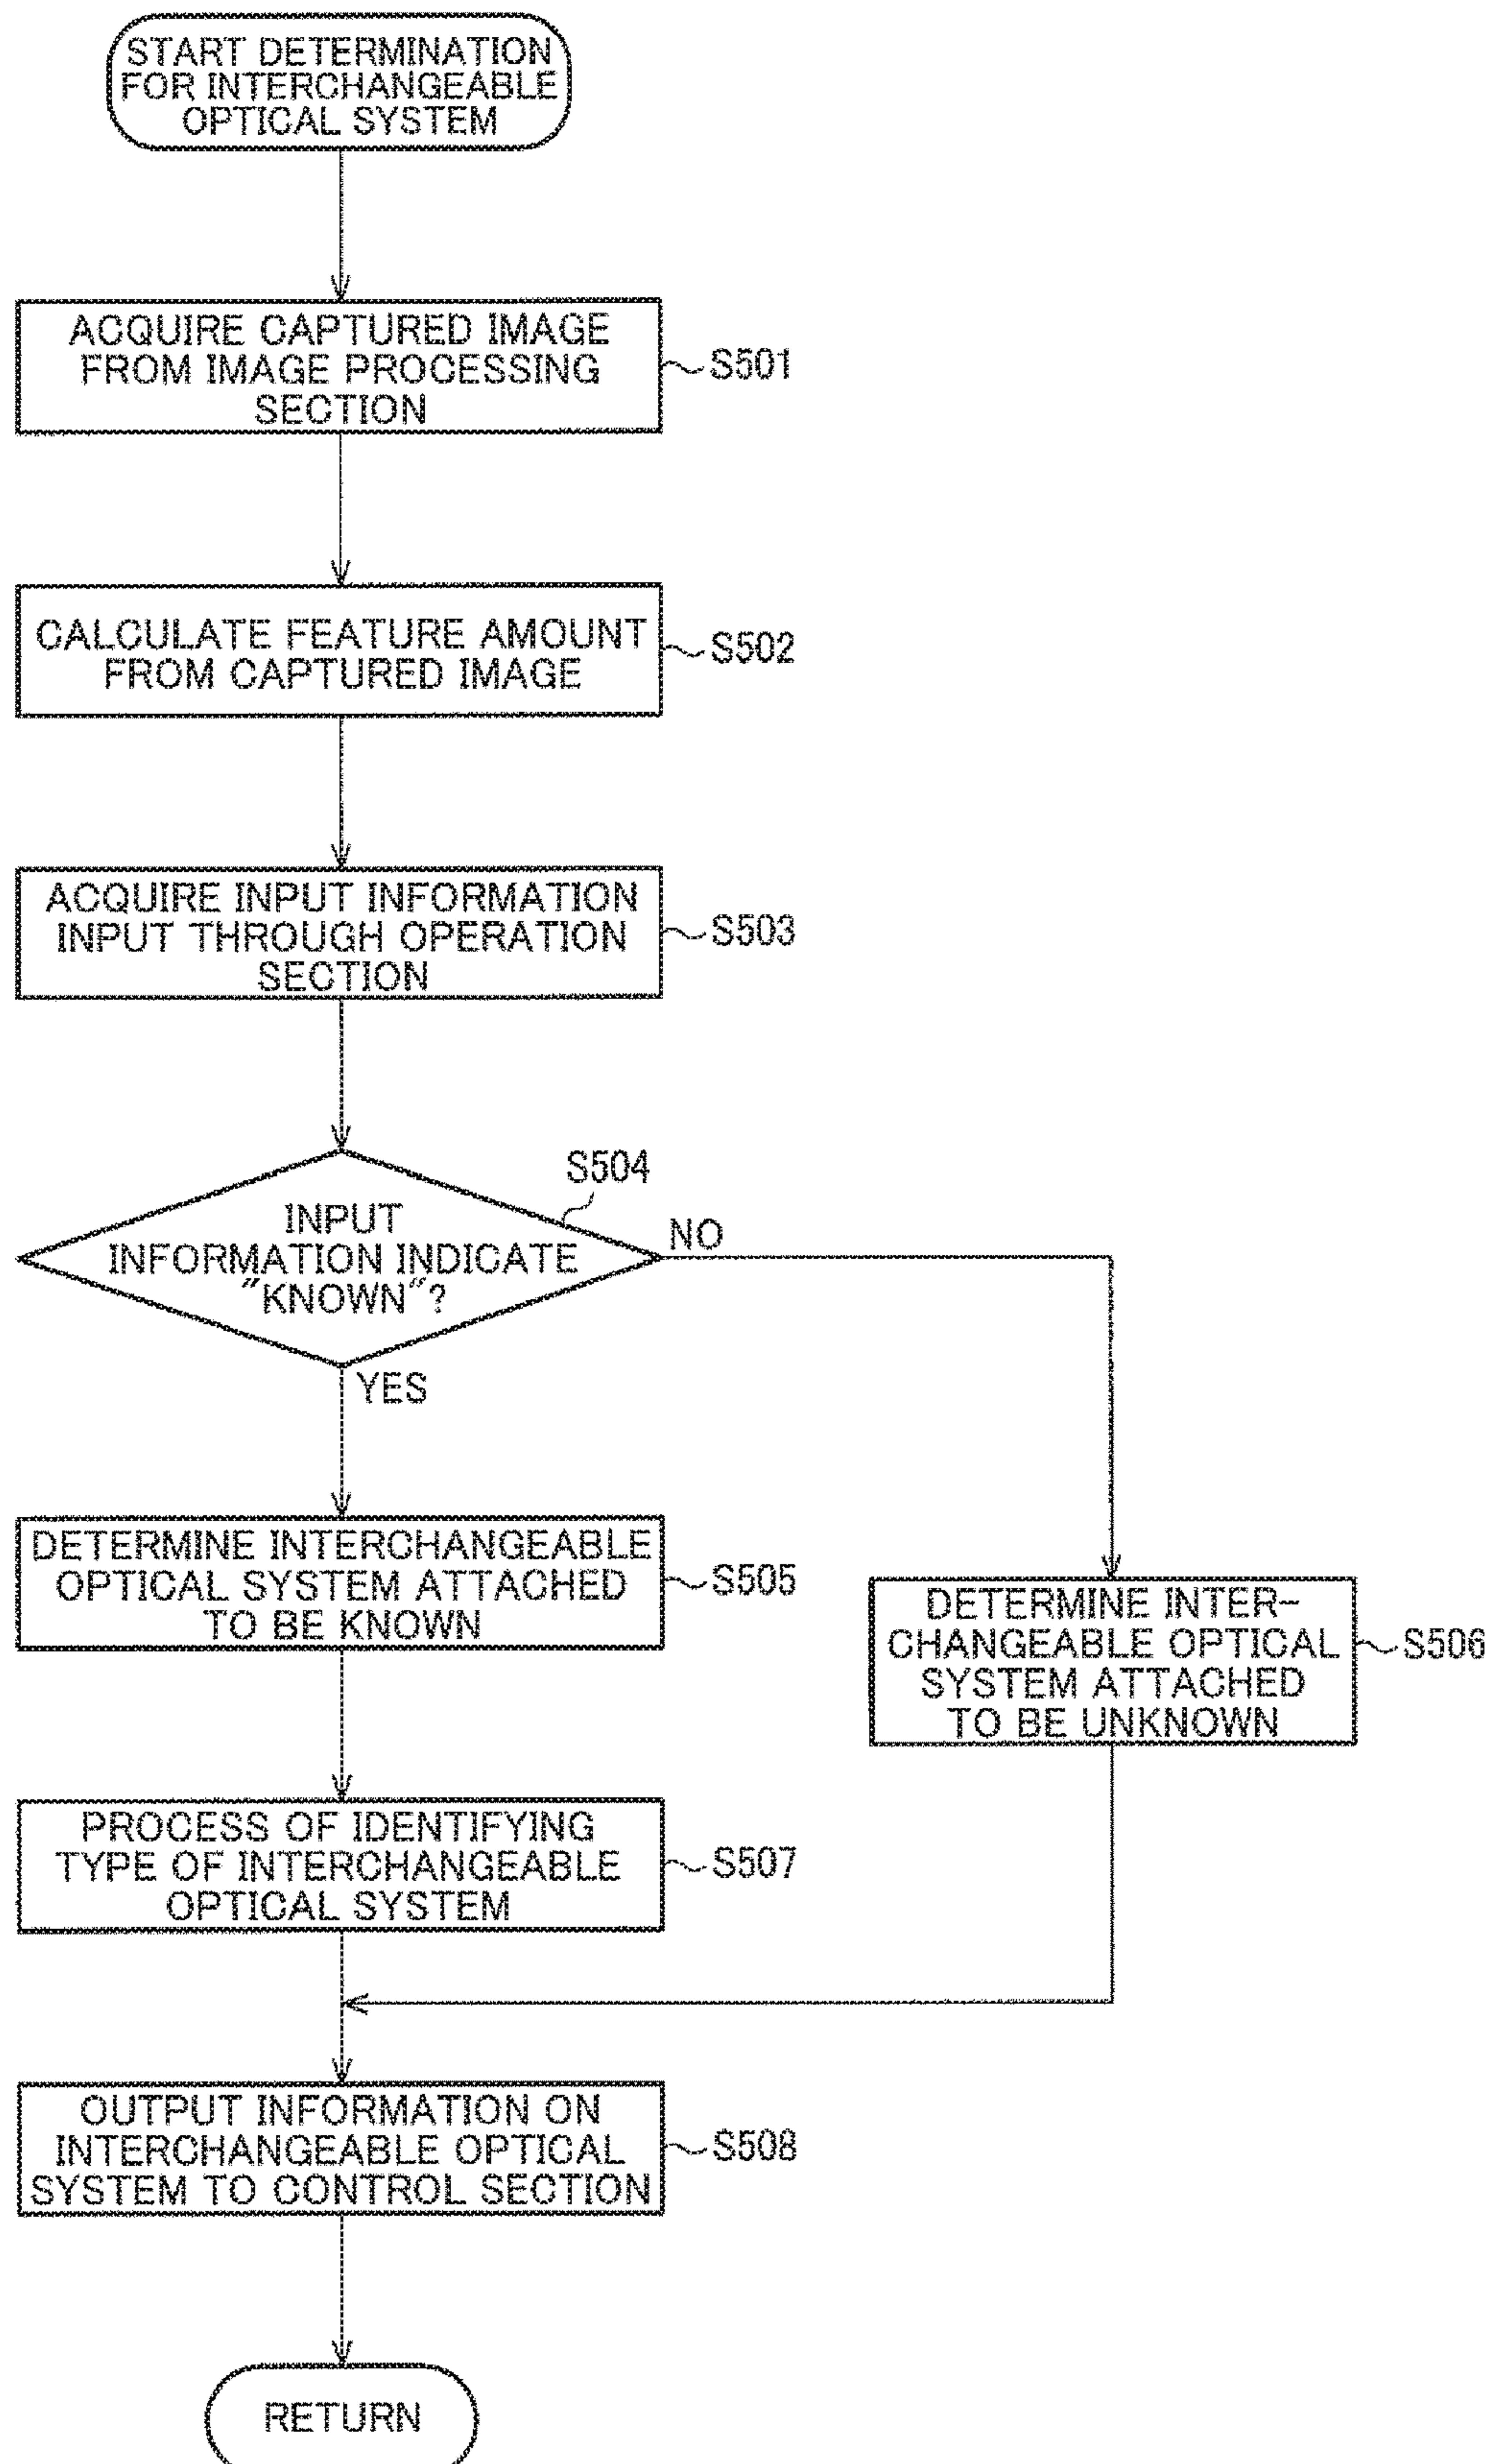 START DETERMINATION
FOR INTERCHANGEABLE
OPTICAL SYSTEM
ACQUIRE CAPTURED IMAGE
FROM IMAGE PROCESSING
SECTION
S501
CALCULATE FEATURE AMOUNT
FROM CAPTURED IMAGE
S502
ACQUIRE INPUT INFORMATION
INPUT THROUGH OPERATION
SECTION
S503
S504
INPUT
INFORMATION INDICATE
"KNOWN"?
NO
YES
DETERMINE INTERCHANGEABLE
OPTICAL SYSTEM ATTACHED
TO BE KNOWN
S505
DETERMINE INTER-
CHANGEABLE OPTICAL
SYSTEM ATTACHED
TO BE UNKNOWN
S506
PROCESS OF IDENTIFYING
TYPE OF INTERCHANGEABLE
OPTICAL SYSTEM
S507
OUTPUT INFORMATION ON
INTERCHANGEABLE OPTICAL
SYSTEM TO CONTROL SECTION
S508
RETURN